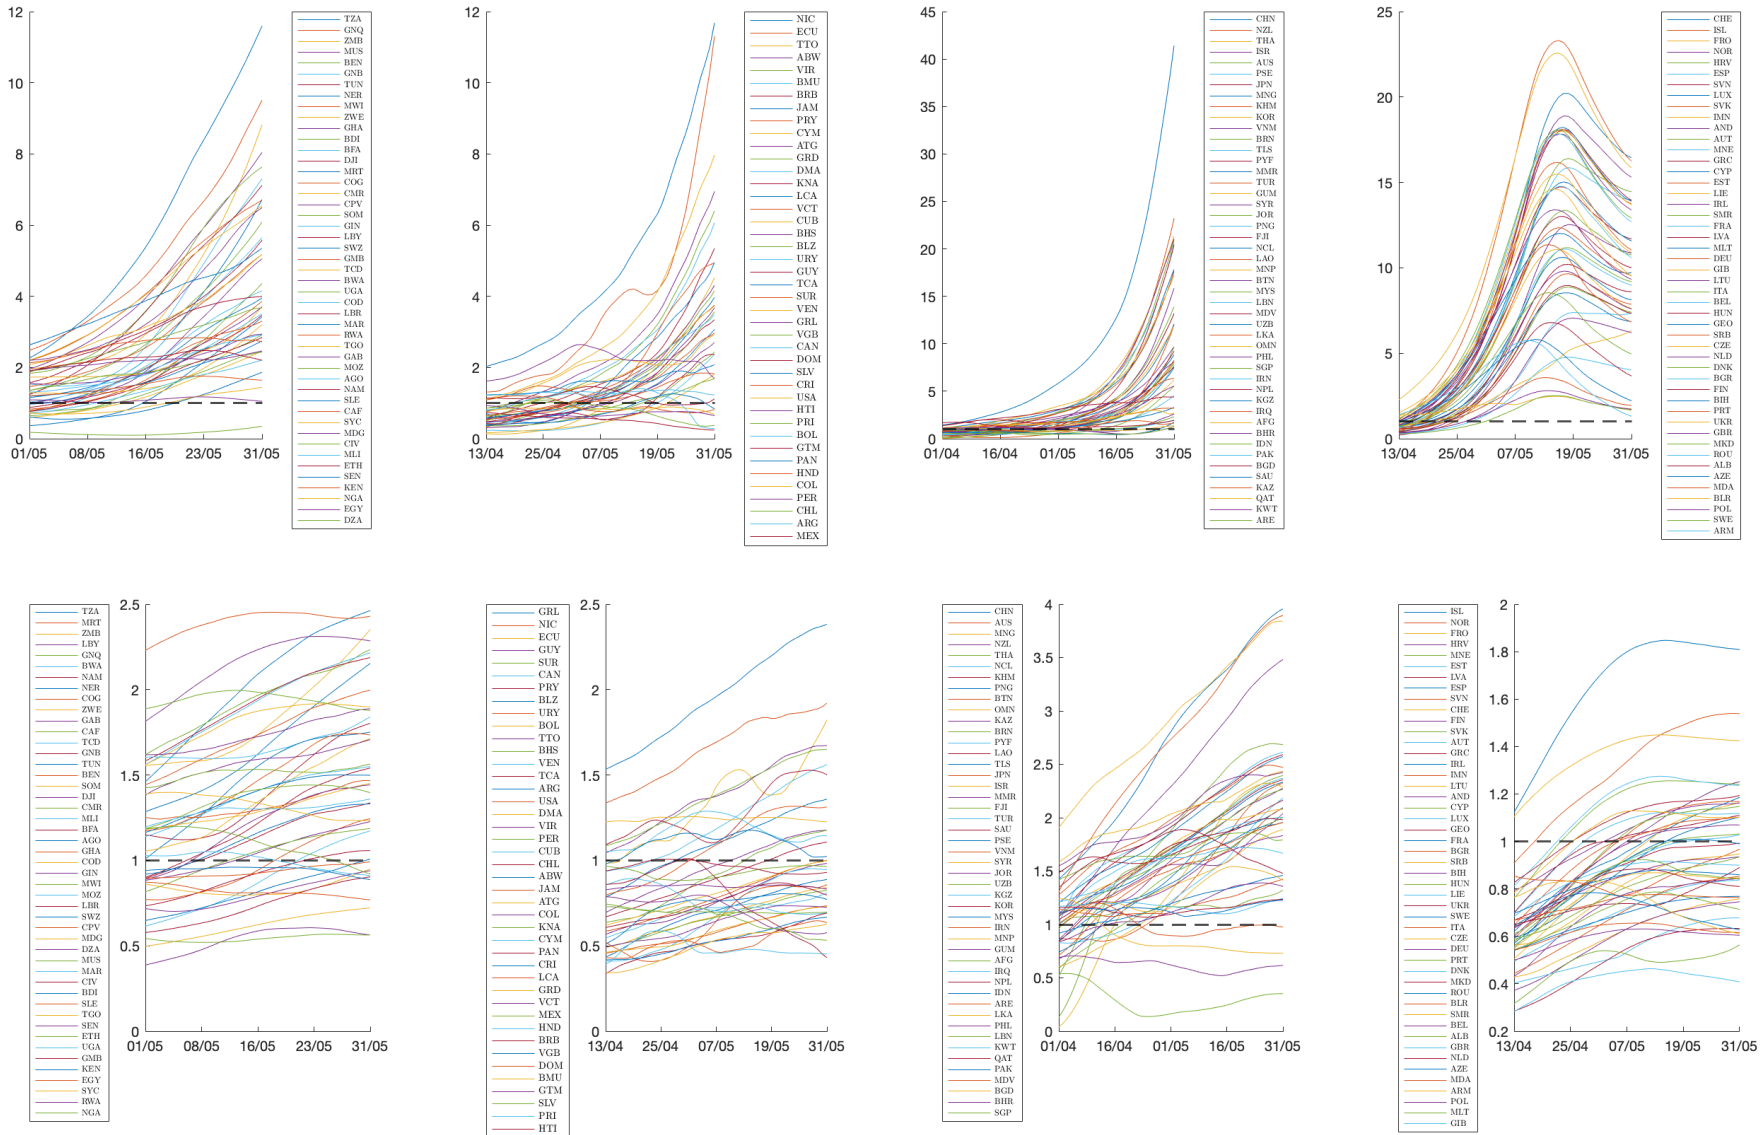 12
10
8
6
4
2
0
01/05
08/05
16/05
23/05
31/05
TZA
GNQ
ZMB
MUS
BEN
GNB
TUN
NER
MWI
ZWE
GHA
BDI
BFA
DJI
MRT
COG
CMR
CPV
SOM
GIN
LBY
SWZ
GMB
TCD
BWA
UGA
COD
LBR
MAR
RWA
TGO
GAB
MOZ
AGO
NAM
SLE
CAF
SYC
MDG
CIV
MLI
ETH
SEN
KEN
NGA
EGY
DZA
12
10
8
6
4
2
0
13/04
25/04
07/05
19/05
31/05
NIC
ECU
TTO
ABW
VIR
BMU
BRB
JAM
PRY
CYM
ATG
GRD
DMA
KNA
LCA
VCT
CUB
BHS
BLZ
URY
GUY
TCA
SUR
VEN
GRL
VGB
CAN
DOM
SLV
CRI
USA
HTI
PRI
BOL
GTM
PAN
HND
COL
PER
CHL
ARG
MEX
45
40
35
30
25
20
15
10
5
0
01/04
16/04
01/05
16/05
31/05
CHN
NZL
THA
ISR
AUS
PSE
JPN
MNG
KHM
KOR
VNM
BRN
TLS
PYF
MMR
TUR
GUM
SYR
JOR
PNG
FJI
NCL
LAO
MNP
BTN
MYS
LBN
MDV
UZB
LKA
OMN
PHL
SGP
IRN
NPL
KGZ
IRQ
AFG
BHR
IDN
PAK
BGD
SAU
KAZ
QAT
KWT
ARE
25
20
15
10
5
0
13/04
25/04
07/05
19/05
31/05
CHE
ISL
FRO
NOR
HRV
ESP
SVN
LUX
SVK
IMN
AND
AUT
MNE
GRC
CYP
EST
LIE
IRL
SMR
FRA
LVA
MLT
DEU
GIB
LTU
ITA
BEL
HUN
GEO
SRB
CZE
NLD
DNK
BGR
FIN
BIH
PRT
UKR
GBR
MKD
ROU
ALB
AZE
MDA
BLR
POL
SWE
ARM
TZA
MRT
ZMB
LBY
GNQ
BWA
NAM
NER
COG
ZWE
GAB
CAF
TCD
GNB
TUN
BEN
SOM
DJI
CMR
MLI
BFA
AGO
GHA
COD
GIN
MWI
MOZ
LBR
SWZ
CPV
MDG
DZA
MUS
MAR
CIV
BDI
SLE
TGO
SEN
ETH
UGA
GMB
KEN
EGY
SYC
RWA
NGA
2.5
2
1.5
1
0.5
0
01/05
08/05
16/05
23/05
31/05
GRL
NIC
ECU
GUY
SUR
CAN
PRY
BLZ
URY
BOL
TTO
BHS
VEN
TCA
ARG
USA
DMA
VIR
PER
CUB
CHL
ABW
JAM
ATG
COL
KNA
CYM
PAN
CRI
LCA
GRD
VCT
MEX
HND
BRB
VGB
DOM
BMU
GTM
SLV
PRI
HTI
2.5
2
1.5
1
0.5
0
13/04
25/04
07/05
19/05
31/05
CHN
AUS
MNG
NZL
THA
NCL
KHM
PNG
BTN
OMN
KAZ
BRN
PYF
LAO
TLS
JPN
ISR
MMR
FJI
TUR
SAU
PSE
VNM
SYR
JOR
UZB
KGZ
KOR
MYS
IRN
MNP
GUM
AFG
IRQ
NPL
IDN
ARE
LKA
PHL
LBN
KWT
QAT
PAK
MDV
BGD
BHR
SGP
4
3.5
3
2.5
2
1.5
1
0.5
0
01/04
16/04
01/05
16/05
31/05
ISL
NOR
FRO
HRV
MNE
EST
LVA
ESP
SVN
CHE
FIN
SVK
AUT
GRC
IRL
IMN
LTU
AND
CYP
LUX
GEO
FRA
BGR
SRB
BIH
HUN
LIE
UKR
SWE
ITA
CZE
DEU
PRT
DNK
MKD
ROU
BLR
SMR
BEL
ALB
GBR
NLD
AZE
MDA
ARM
POL
MLT
GIB
2
1.8
1.6
1.4
1.2
1
0.8
0.6
0.4
0.2
13/04
25/04
07/05
19/05
31/05